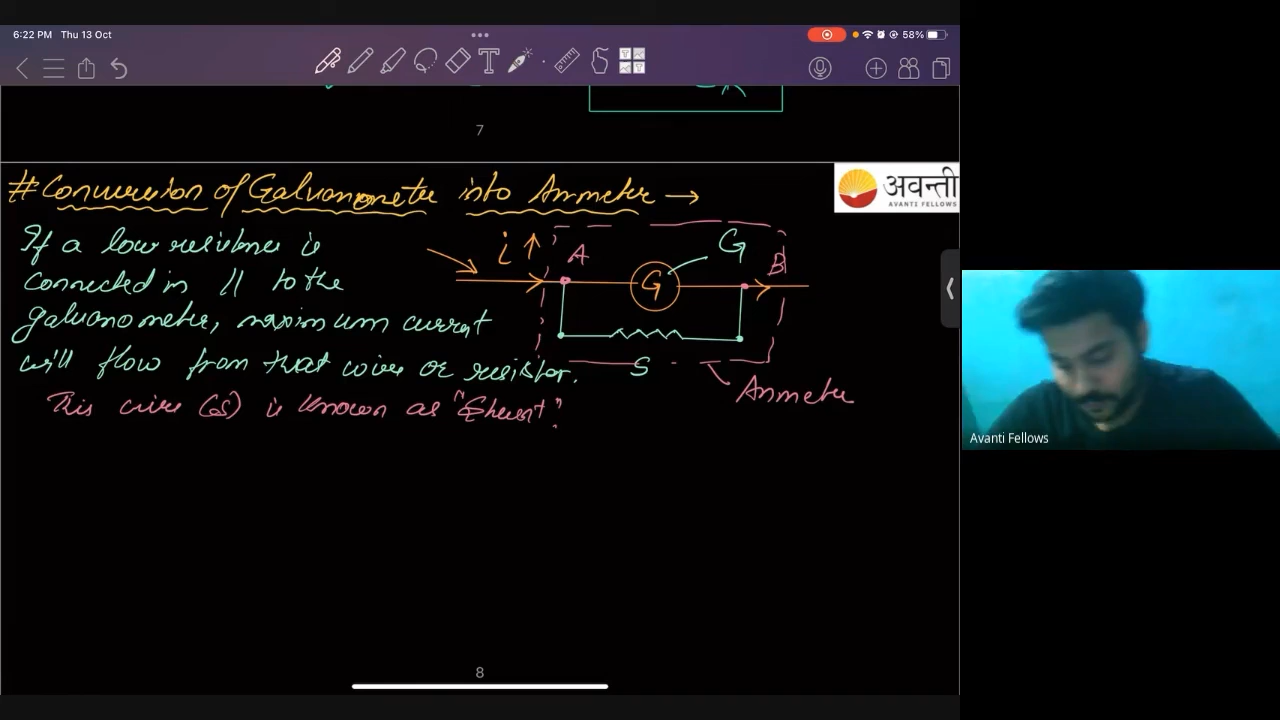 6:22 PM Thu 13 Oct
58%
7
# Conversion of Galvanometer into Ammeter →
अवन्ती
AVANTI FELLOWS
If a low resistance is
connected in || to the
galvanometer, maximum current
will flow from that wire or resistor.
This wire (s) is known as "Shunt".
i ↑
A
G
G
B
S
Ammeter
Avanti Fellows
8